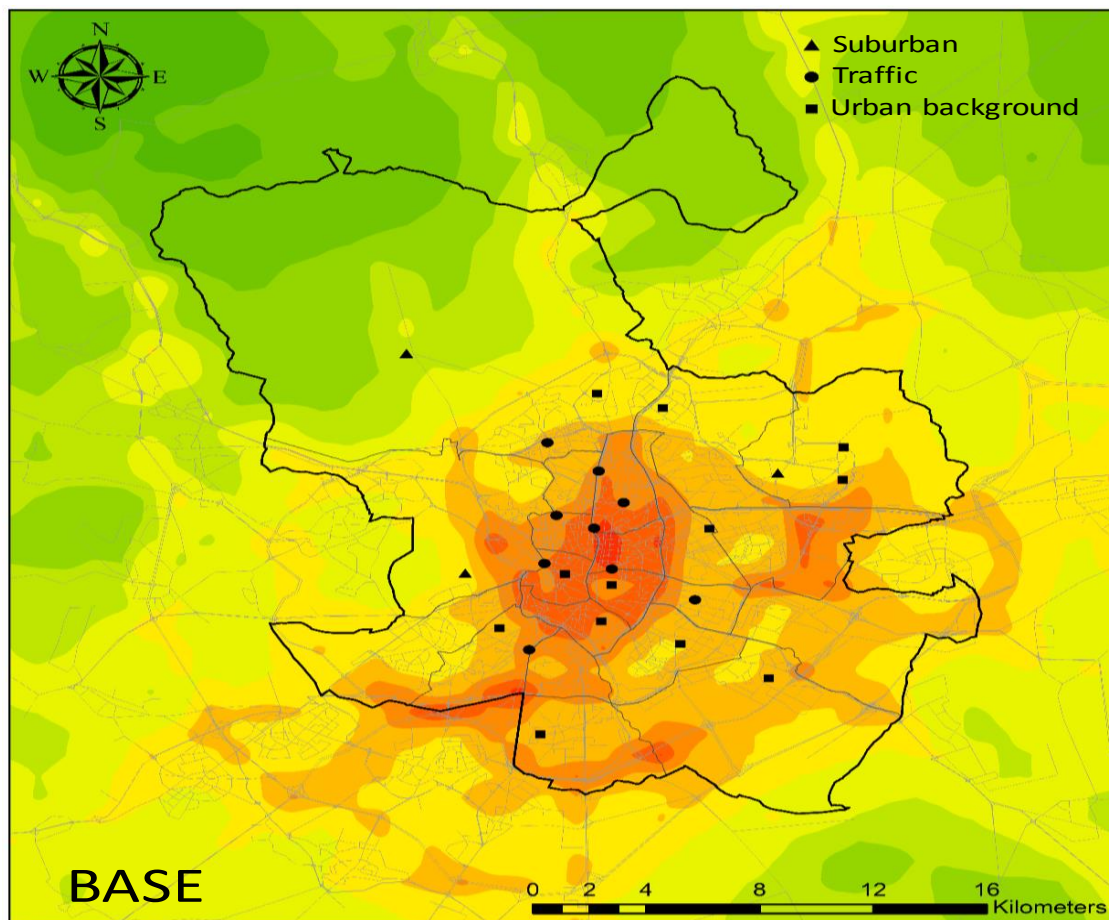 N
W E
S
Suburban
Traffic
Urban background
BASE
0 2 4 8 12 16
Kilometers